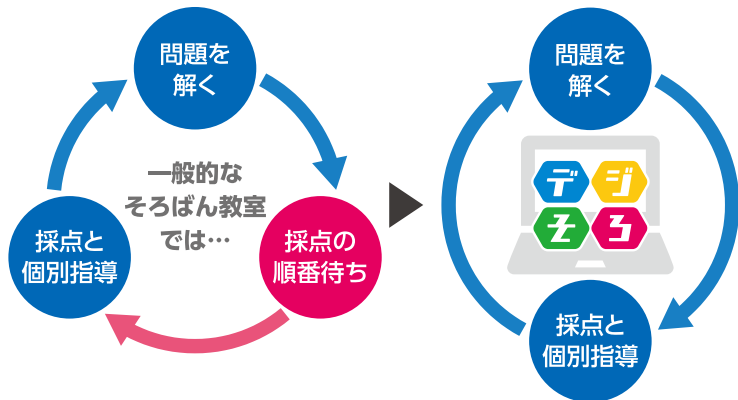 問題を
解く
一般的な
そろばん教室
では…
採点と
個別指導
採点の
順番待ち
問題を
解く
デジ
そろ
採点と
個別指導